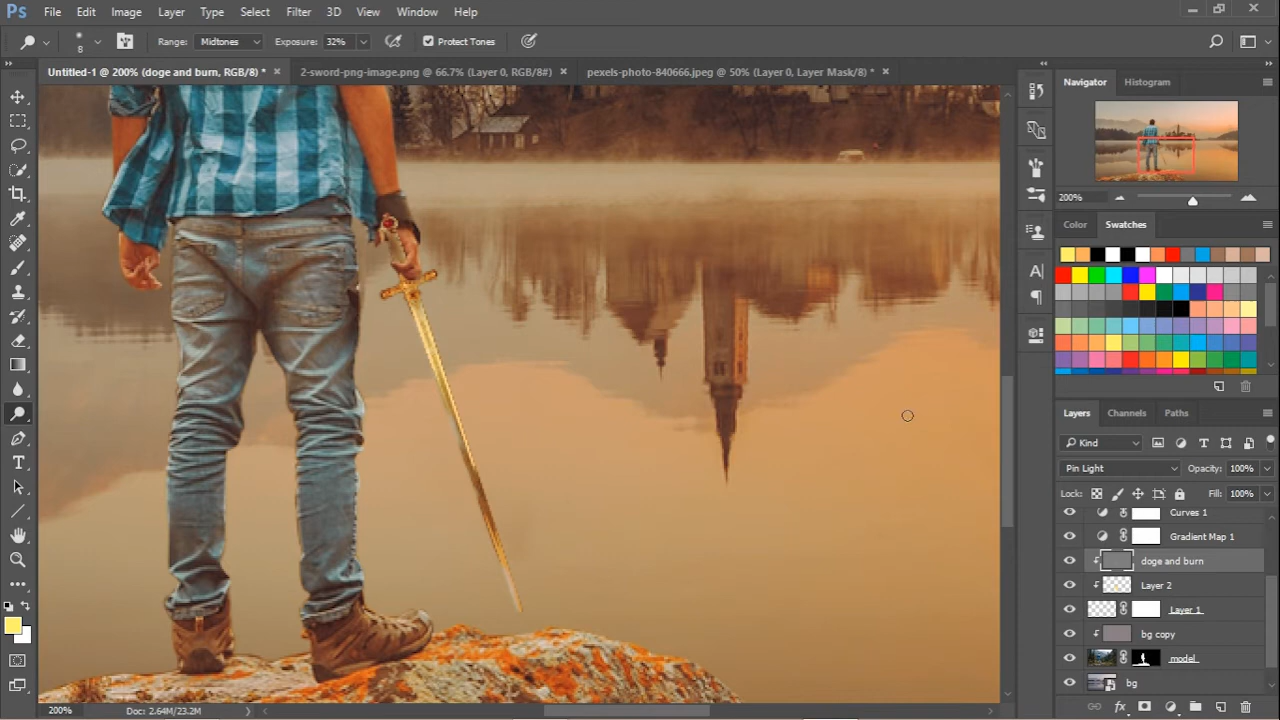 Ps File Edit Image Layer Type Select Filter 3D View Window Help
8 Range: Midtones Exposure: 32% Protect Tones
Untitled-1 @ 200% (doge and burn, RGB/8) * × 2-sword-png-image.png @ 66.7% (Layer 0, RGB/8#) × pexels-photo-840666.jpeg @ 50% (Layer 0, Layer Mask/8) * ×
Navigator Histogram
200%
Color Swatches
Layers Channels Paths
Kind
Pin Light Opacity: 100%
Lock: Fill: 100%
Curves 1
Gradient Map 1
doge and burn
Layer 2
Layer 1
bg copy
model
bg
200% Doc: 2.64M/23.2M